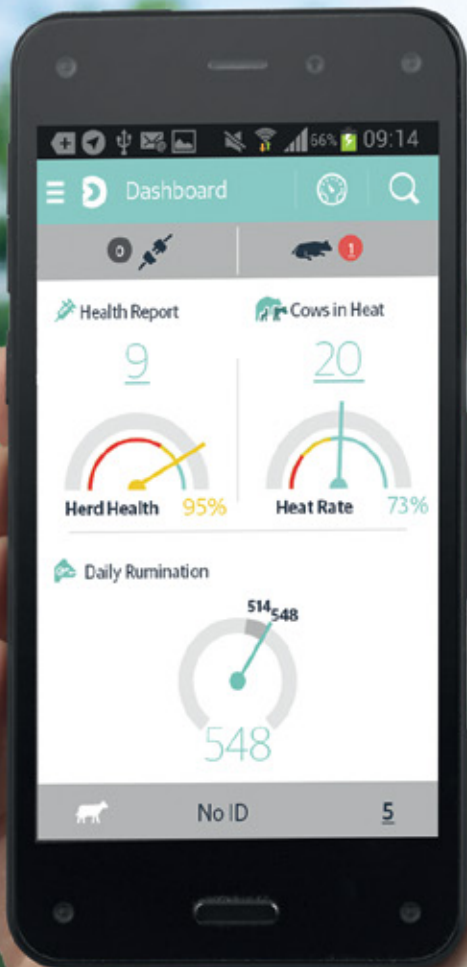 66% 09:14
Dashboard
0 1
Health Report
Cows in Heat
9
20
Herd Health 95%
Heat Rate 73%
Daily Rumination
514
548
548
No ID 5